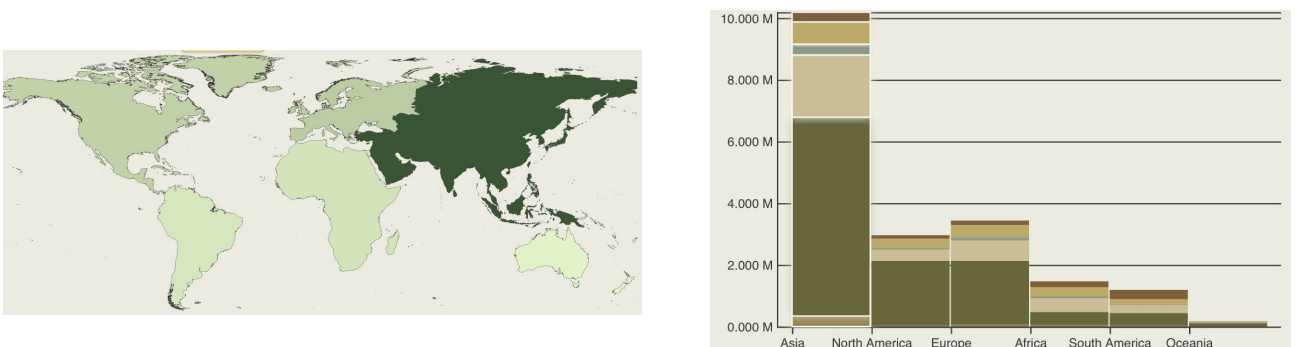 10.000 M
8.000 M
6.000 M
4.000 M
2.000 M
0.000 M
Asia North America Europe Africa South America Oceania